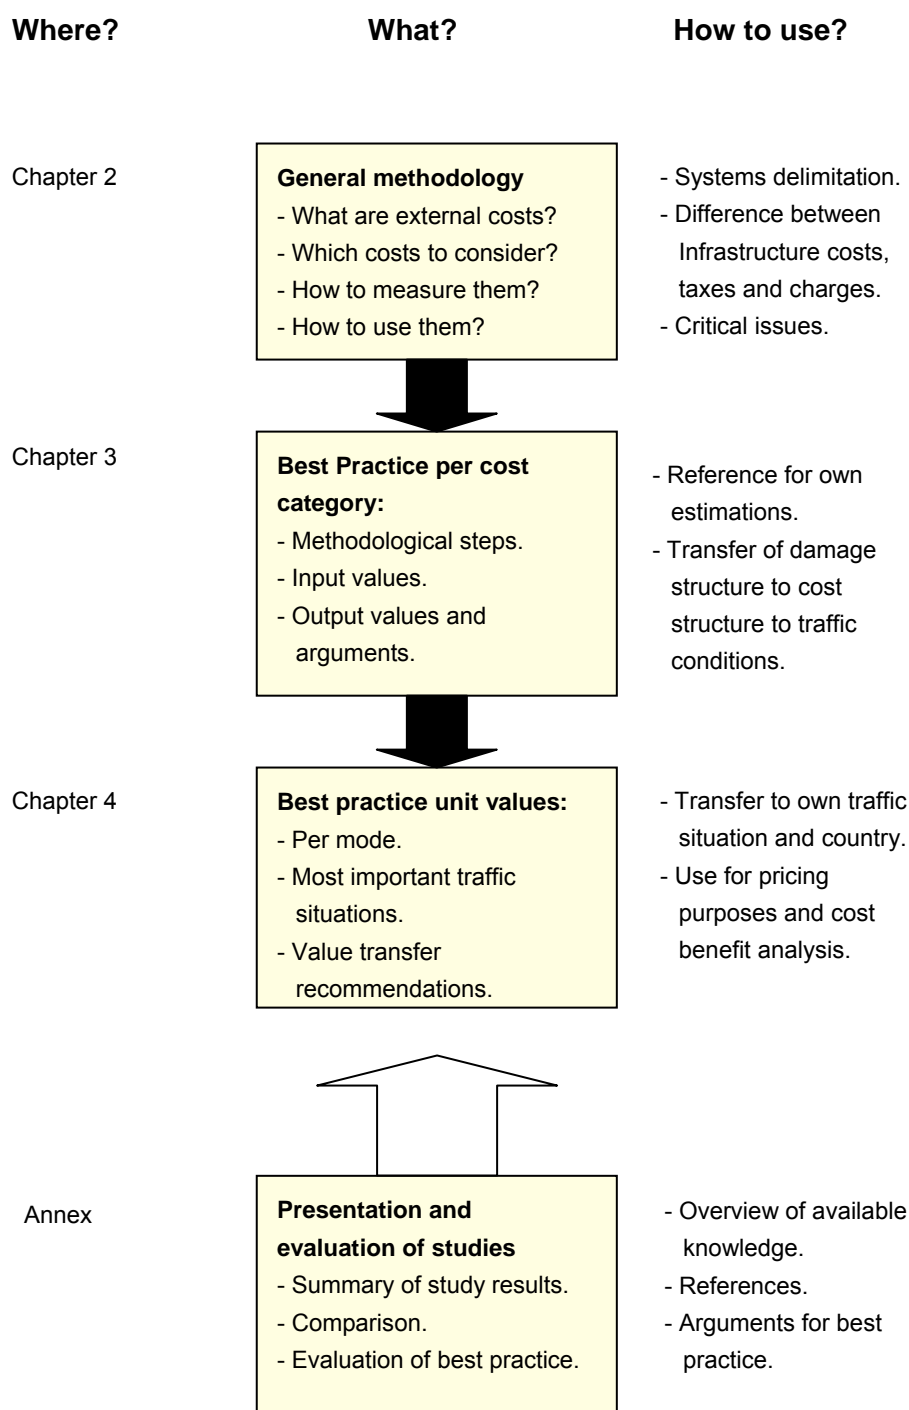 Where? What? How to use?
Chapter 2
General methodology
- What are external costs?
- Which costs to consider?
- How to measure them?
- How to use them?
- Systems delimitation.
- Difference between
Infrastructure costs,
taxes and charges.
- Critical issues.
Chapter 3
Best Practice per cost
category:
- Methodological steps.
- Input values.
- Output values and
arguments.
- Reference for own
estimations.
- Transfer of damage
structure to cost
structure to traffic
conditions.
Chapter 4
Best practice unit values:
- Per mode.
- Most important traffic
situations.
- Value transfer
recommendations.
- Transfer to own traffic
situation and country.
- Use for pricing
purposes and cost
benefit analysis.
Annex
Presentation and
evaluation of studies
- Summary of study results.
- Comparison.
- Evaluation of best practice.
- Overview of available
knowledge.
- References.
- Arguments for best
practice.